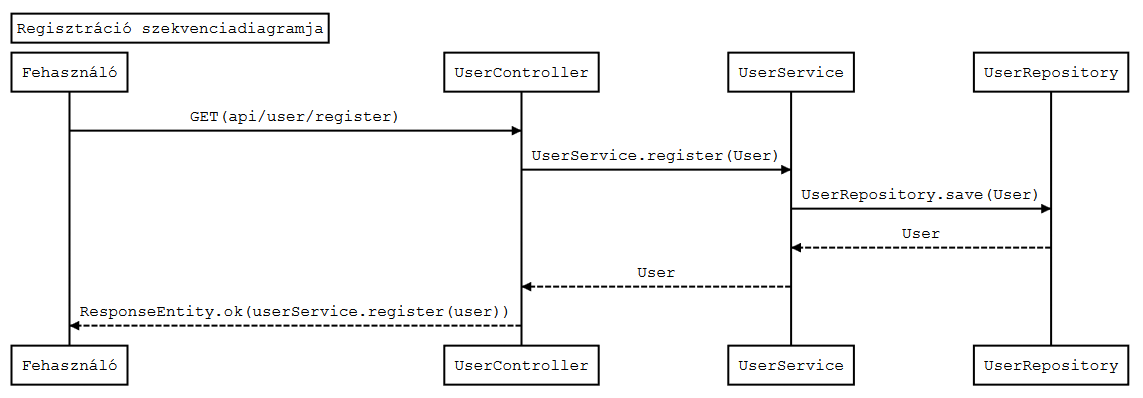 Regisztráció szekvenciadiagramja
Fehasználó
UserController
UserService
UserRepository
GET(api/user/register)
UserService.register(User)
UserRepository.save(User)
User
User
ResponseEntity.ok(userService.register(user))
Fehasználó
UserController
UserService
UserRepository